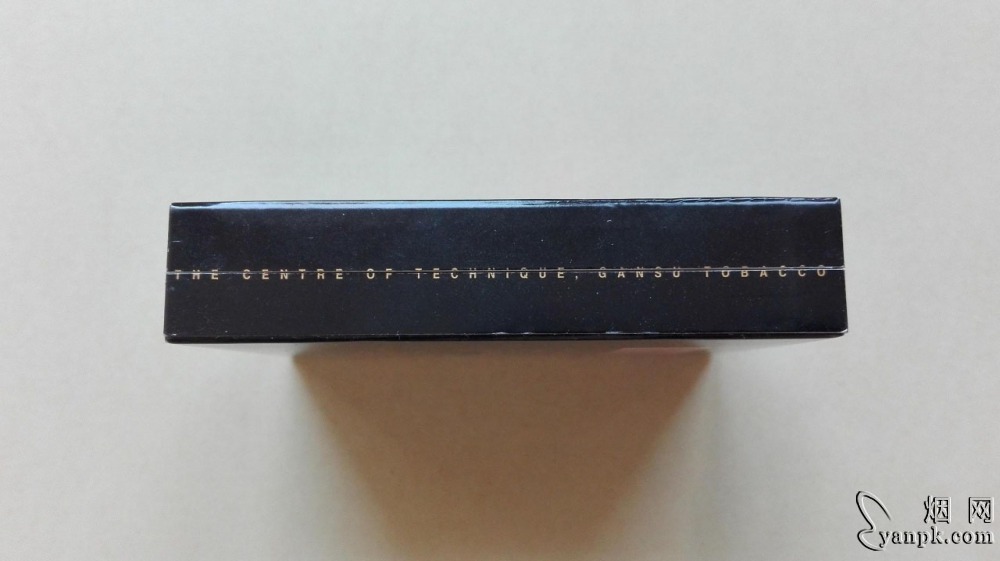 THE CENTRE OF TECHNIQUE, GANSU TOBACCO
烟网
yanpk.com